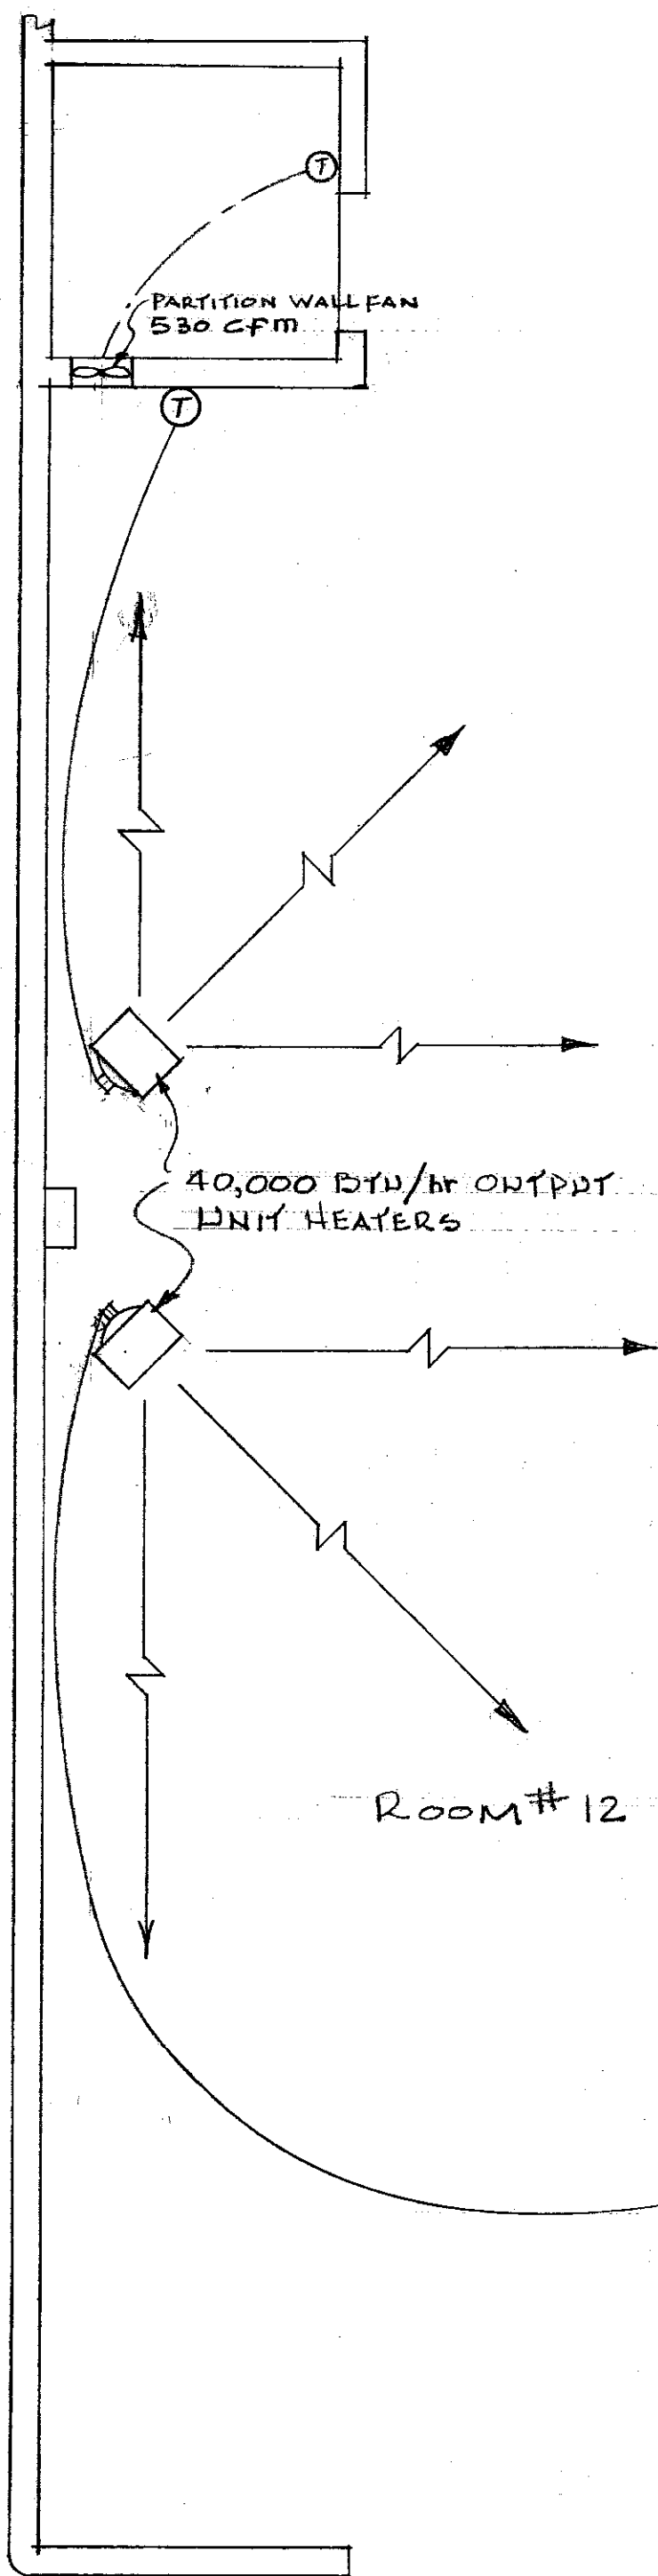 T
PARTITION WALL FAN
530 CFM
T
40,000 BTU/hr OUTPUT
UNIT HEATERS
ROOM # 12